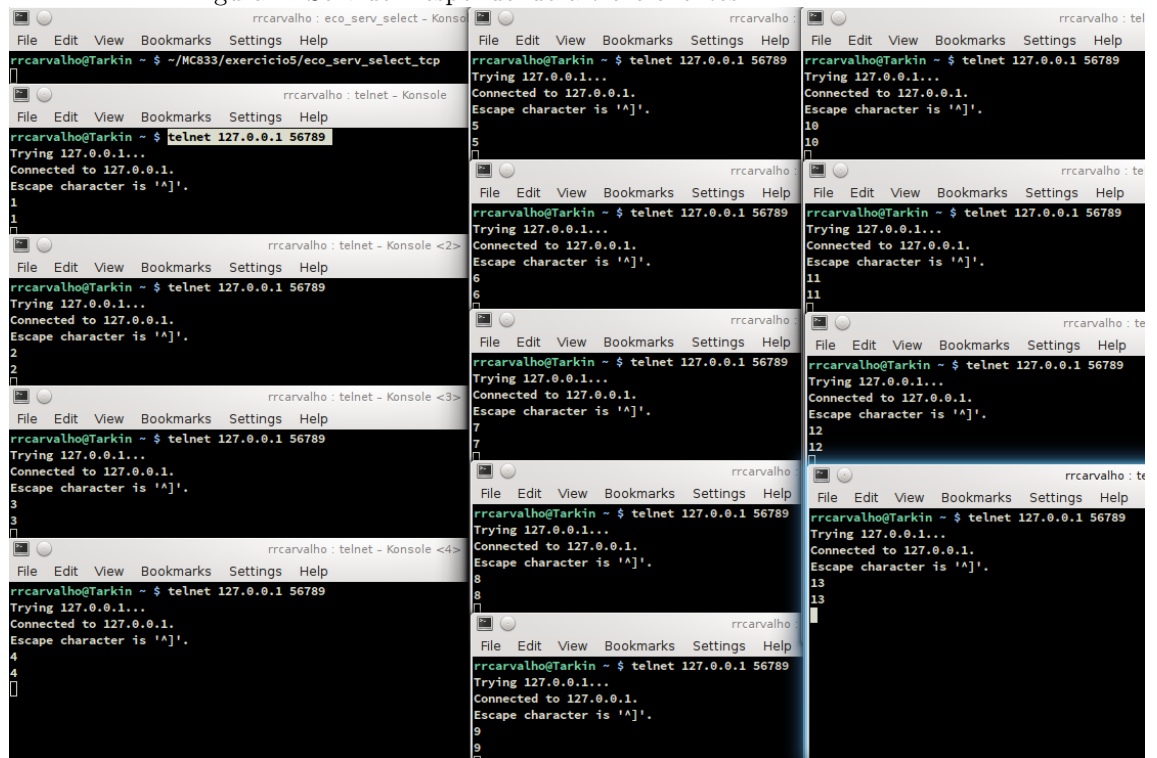 rrcarvalho : eco_serv_select – Konso
File Edit View Bookmarks Settings Help
rrcarvalho@Tarkin ~ $ ~/MC833/exercicio5/eco_serv_select_tcp
rrcarvalho : telnet – Konsole
File Edit View Bookmarks Settings Help
rrcarvalho@Tarkin ~ $ telnet 127.0.0.1 56789
Trying 127.0.0.1...
Connected to 127.0.0.1.
Escape character is '^]'.
1
1
rrcarvalho : telnet – Konsole <2>
File Edit View Bookmarks Settings Help
rrcarvalho@Tarkin ~ $ telnet 127.0.0.1 56789
Trying 127.0.0.1...
Connected to 127.0.0.1.
Escape character is '^]'.
2
2
rrcarvalho : telnet – Konsole <3>
File Edit View Bookmarks Settings Help
rrcarvalho@Tarkin ~ $ telnet 127.0.0.1 56789
Trying 127.0.0.1...
Connected to 127.0.0.1.
Escape character is '^]'.
3
3
rrcarvalho : telnet – Konsole <4>
File Edit View Bookmarks Settings Help
rrcarvalho@Tarkin ~ $ telnet 127.0.0.1 56789
Trying 127.0.0.1...
Connected to 127.0.0.1.
Escape character is '^]'.
4
4
rrcarv
File Edit View Bookmarks Settings Help
rrcarvalho@Tarkin ~ $ telnet 127.0.0.1 56789
Trying 127.0.0.1...
Connected to 127.0.0.1.
Escape character is '^]'.
5
5
rrcarvalho :
File Edit View Bookmarks Settings Help
rrcarvalho@Tarkin ~ $ telnet 127.0.0.1 56789
Trying 127.0.0.1...
Connected to 127.0.0.1.
Escape character is '^]'.
6
6
rrcarvalho :
File Edit View Bookmarks Settings Help
rrcarvalho@Tarkin ~ $ telnet 127.0.0.1 56789
Trying 127.0.0.1...
Connected to 127.0.0.1.
Escape character is '^]'.
7
7
rrcarvalho :
File Edit View Bookmarks Settings Help
rrcarvalho@Tarkin ~ $ telnet 127.0.0.1 56789
Trying 127.0.0.1...
Connected to 127.0.0.1.
Escape character is '^]'.
8
8
rrcarvalho :
File Edit View Bookmarks Settings Help
rrcarvalho@Tarkin ~ $ telnet 127.0.0.1 56789
Trying 127.0.0.1...
Connected to 127.0.0.1.
Escape character is '^]'.
9
9
rrcarvalho : tel
File Edit View Bookmarks Settings Help
rrcarvalho@Tarkin ~ $ telnet 127.0.0.1 56789
Trying 127.0.0.1...
Connected to 127.0.0.1.
Escape character is '^]'.
10
10
rrcarvalho : te
File Edit View Bookmarks Settings Help
rrcarvalho@Tarkin ~ $ telnet 127.0.0.1 56789
Trying 127.0.0.1...
Connected to 127.0.0.1.
Escape character is '^]'.
11
11
rrcarvalho : te
File Edit View Bookmarks Settings Help
rrcarvalho@Tarkin ~ $ telnet 127.0.0.1 56789
Trying 127.0.0.1...
Connected to 127.0.0.1.
Escape character is '^]'.
12
12
rrcarvalho : te
File Edit View Bookmarks Settings Help
rrcarvalho@Tarkin ~ $ telnet 127.0.0.1 56789
Trying 127.0.0.1...
Connected to 127.0.0.1.
Escape character is '^]'.
13
13